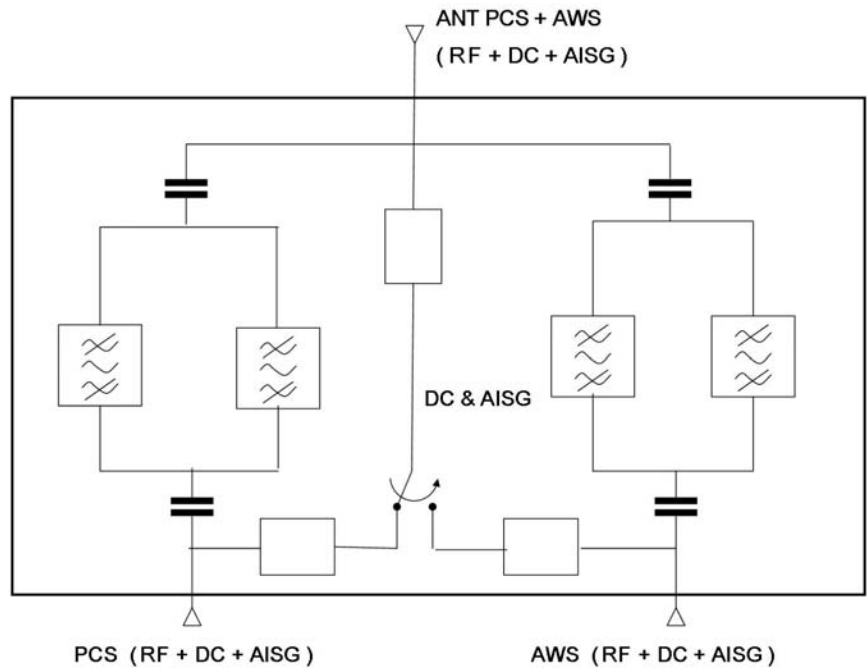 ANT PCS + AWS
( RF + DC + AISG )
DC & AISG
PCS ( RF + DC + AISG )
AWS ( RF + DC + AISG )